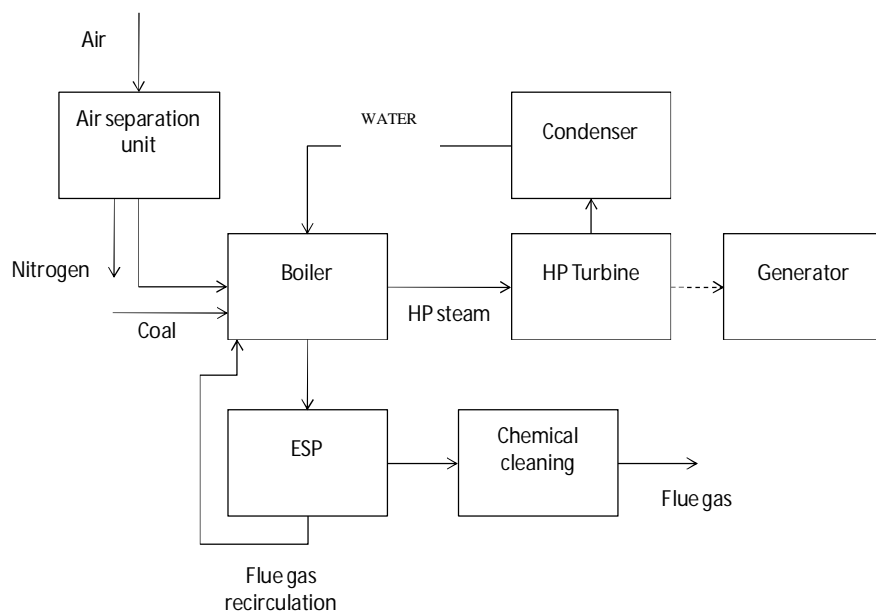 Air
Air separation
unit
WATER
Condenser
Nitrogen
Boiler
HP Turbine
Generator
HP steam
Coal
ESP
Chemical
cleaning
Flue gas
Flue gas
recirculation